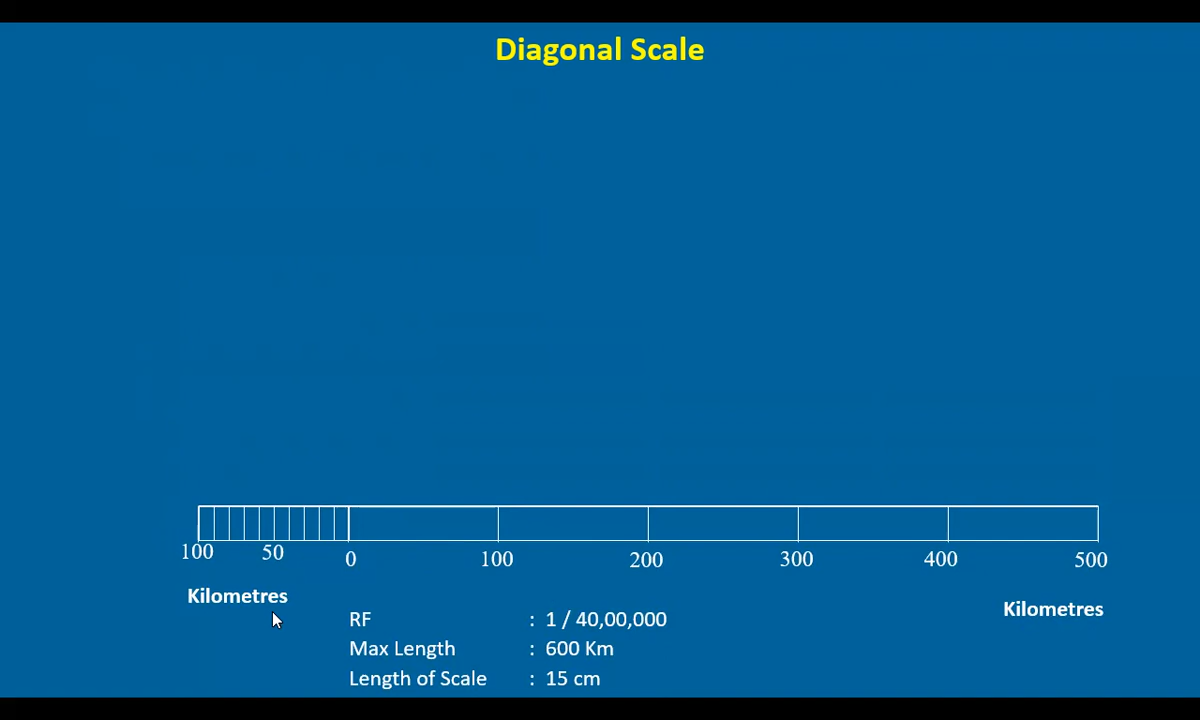 Diagonal Scale
100 50 0 100 200 300 400 500
Kilometres
Kilometres
RF : 1 / 40,00,000
Max Length : 600 Km
Length of Scale : 15 cm